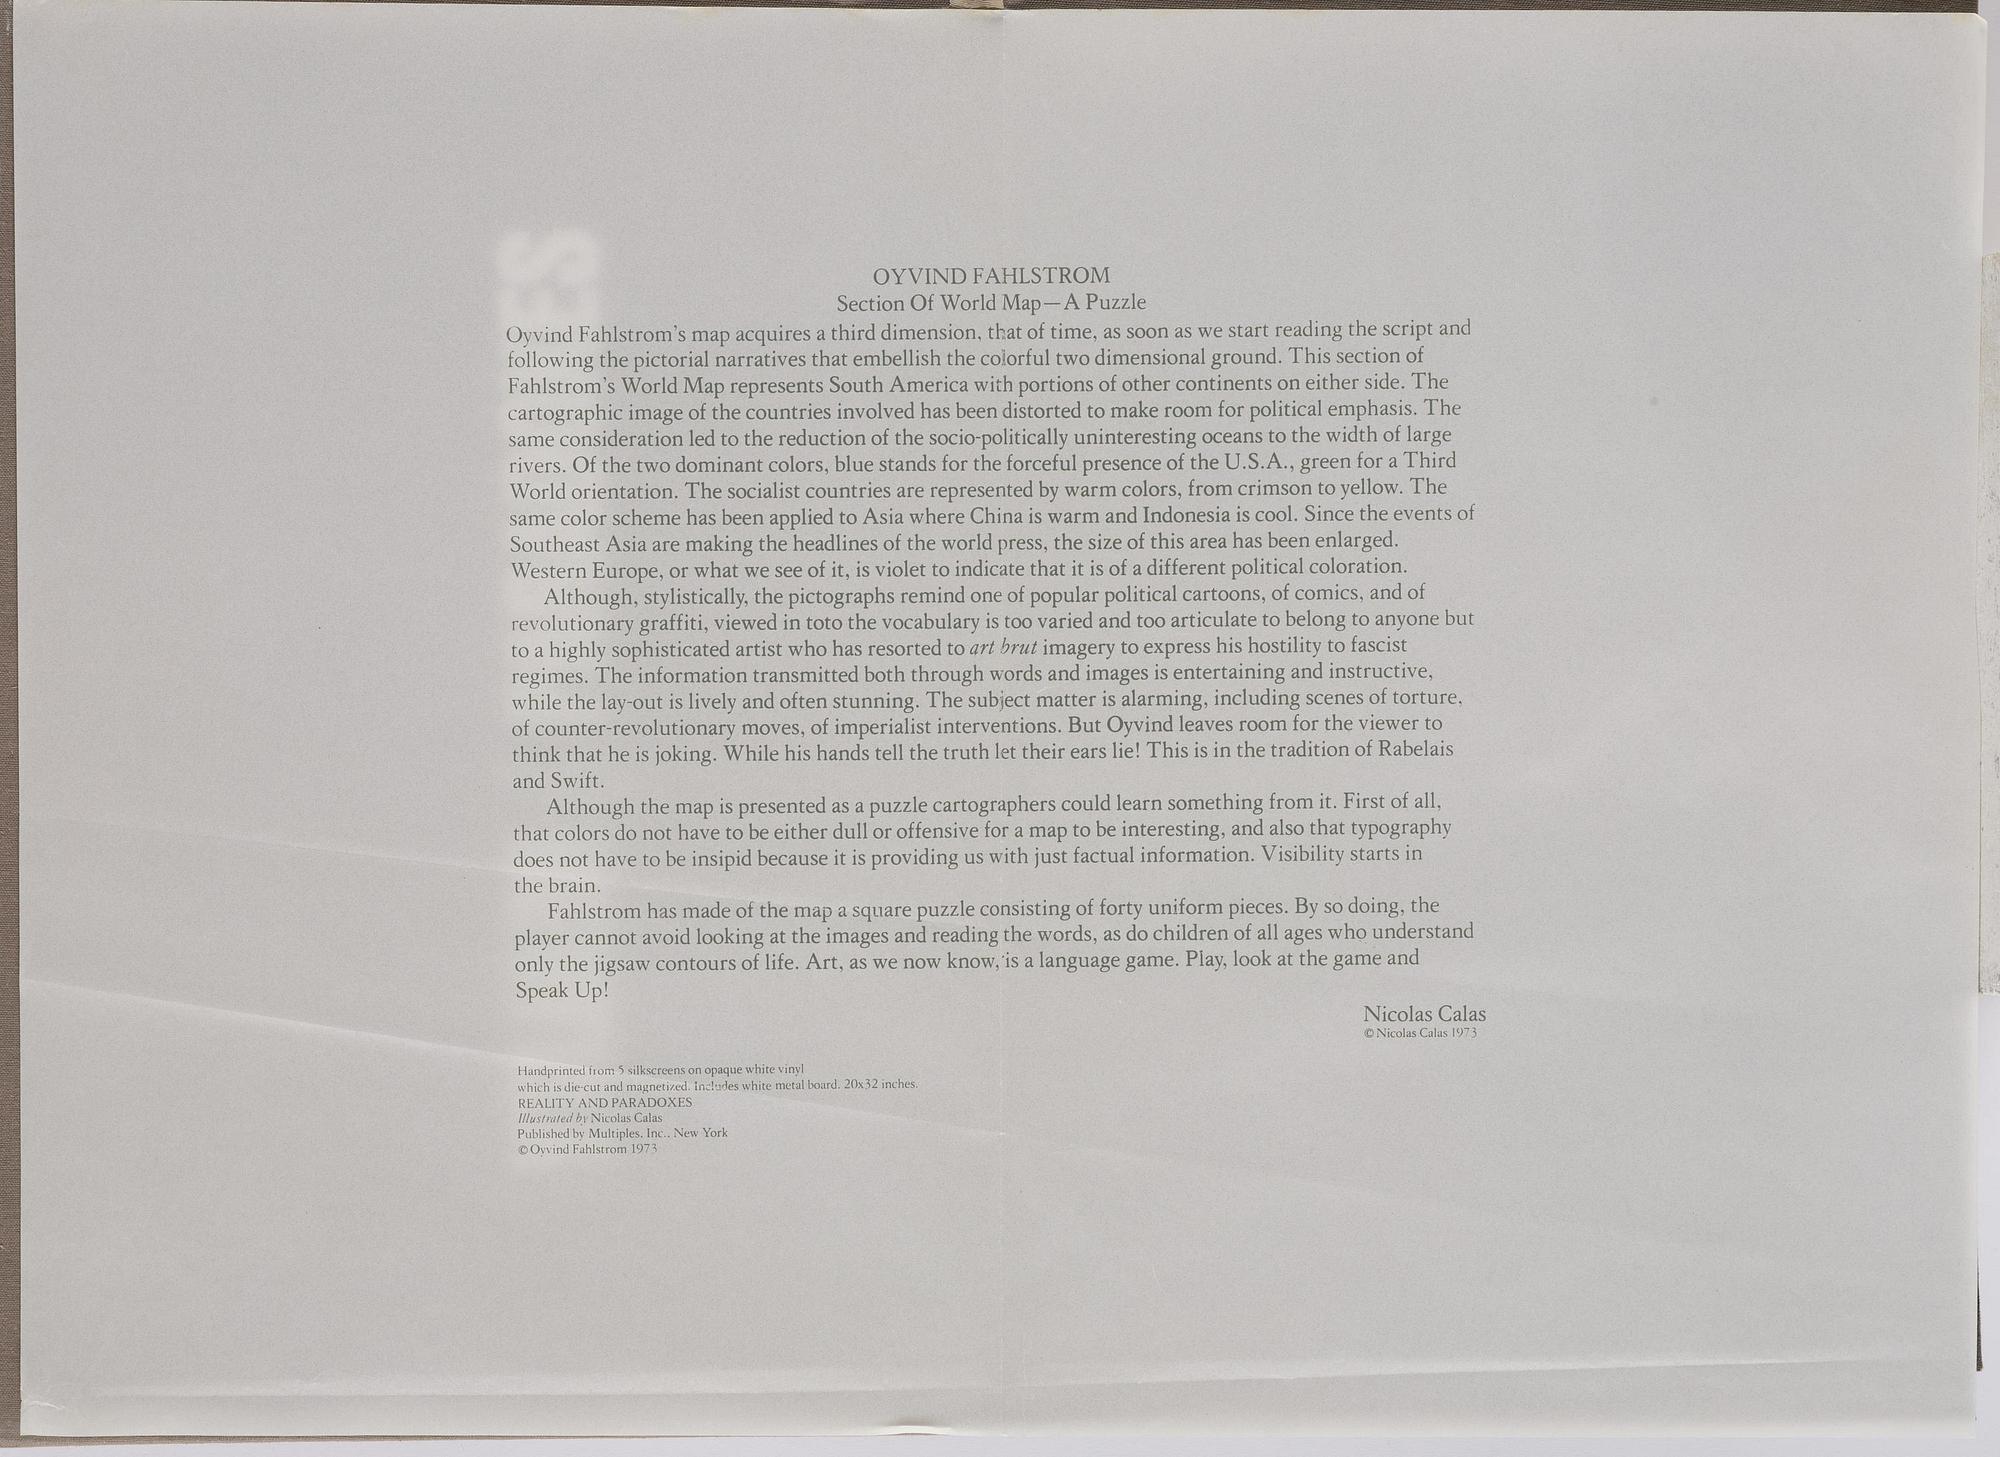 OYVIND FAHLSTROM
Section Of World Map—A Puzzle
Oyvind Fahlstrom's map acquires a third dimension, that of time, as soon as we start reading the script and
following the pictorial narratives that embellish the colorful two dimensional ground. This section of
Fahlstrom's World Map represents South America with portions of other continents on either side. The
cartographic image of the countries involved has been distorted to make room for political emphasis. The
same consideration led to the reduction of the socio-politically uninteresting oceans to the width of large
rivers. Of the two dominant colors, blue stands for the forceful presence of the U.S.A., green for a Third
World orientation. The socialist countries are represented by warm colors, from crimson to yellow. The
same color scheme has been applied to Asia where China is warm and Indonesia is cool. Since the events of
Southeast Asia are making the headlines of the world press, the size of this area has been enlarged.
Western Europe, or what we see of it, is violet to indicate that it is of a different political coloration.
Although, stylistically, the pictographs remind one of popular political cartoons, of comics, and of
revolutionary graffiti, viewed in toto the vocabulary is too varied and too articulate to belong to anyone but
to a highly sophisticated artist who has resorted to art brut imagery to express his hostility to fascist
regimes. The information transmitted both through words and images is entertaining and instructive,
while the lay-out is lively and often stunning. The subject matter is alarming, including scenes of torture,
of counter-revolutionary moves, of imperialist interventions. But Oyvind leaves room for the viewer to
think that he is joking. While his hands tell the truth let their ears lie! This is in the tradition of Rabelais
and Swift.
Although the map is presented as a puzzle cartographers could learn something from it. First of all,
that colors do not have to be either dull or offensive for a map to be interesting, and also that typography
does not have to be insipid because it is providing us with just factual information. Visibility starts in
the brain.
Fahlstrom has made of the map a square puzzle consisting of forty uniform pieces. By so doing, the
player cannot avoid looking at the images and reading the words, as do children of all ages who understand
only the jigsaw contours of life. Art, as we now know, is a language game. Play, look at the game and
Speak Up!
Nicolas Calas
© Nicolas Calas 1973
Handprinted from 5 silkscreens on opaque white vinyl
which is die-cut and magnetized. Includes white metal board. 20x32 inches.
REALITY AND PARADOXES
Illustrated by Nicolas Calas
Published by Multiples, Inc., New York
© Oyvind Fahlstrom 1973